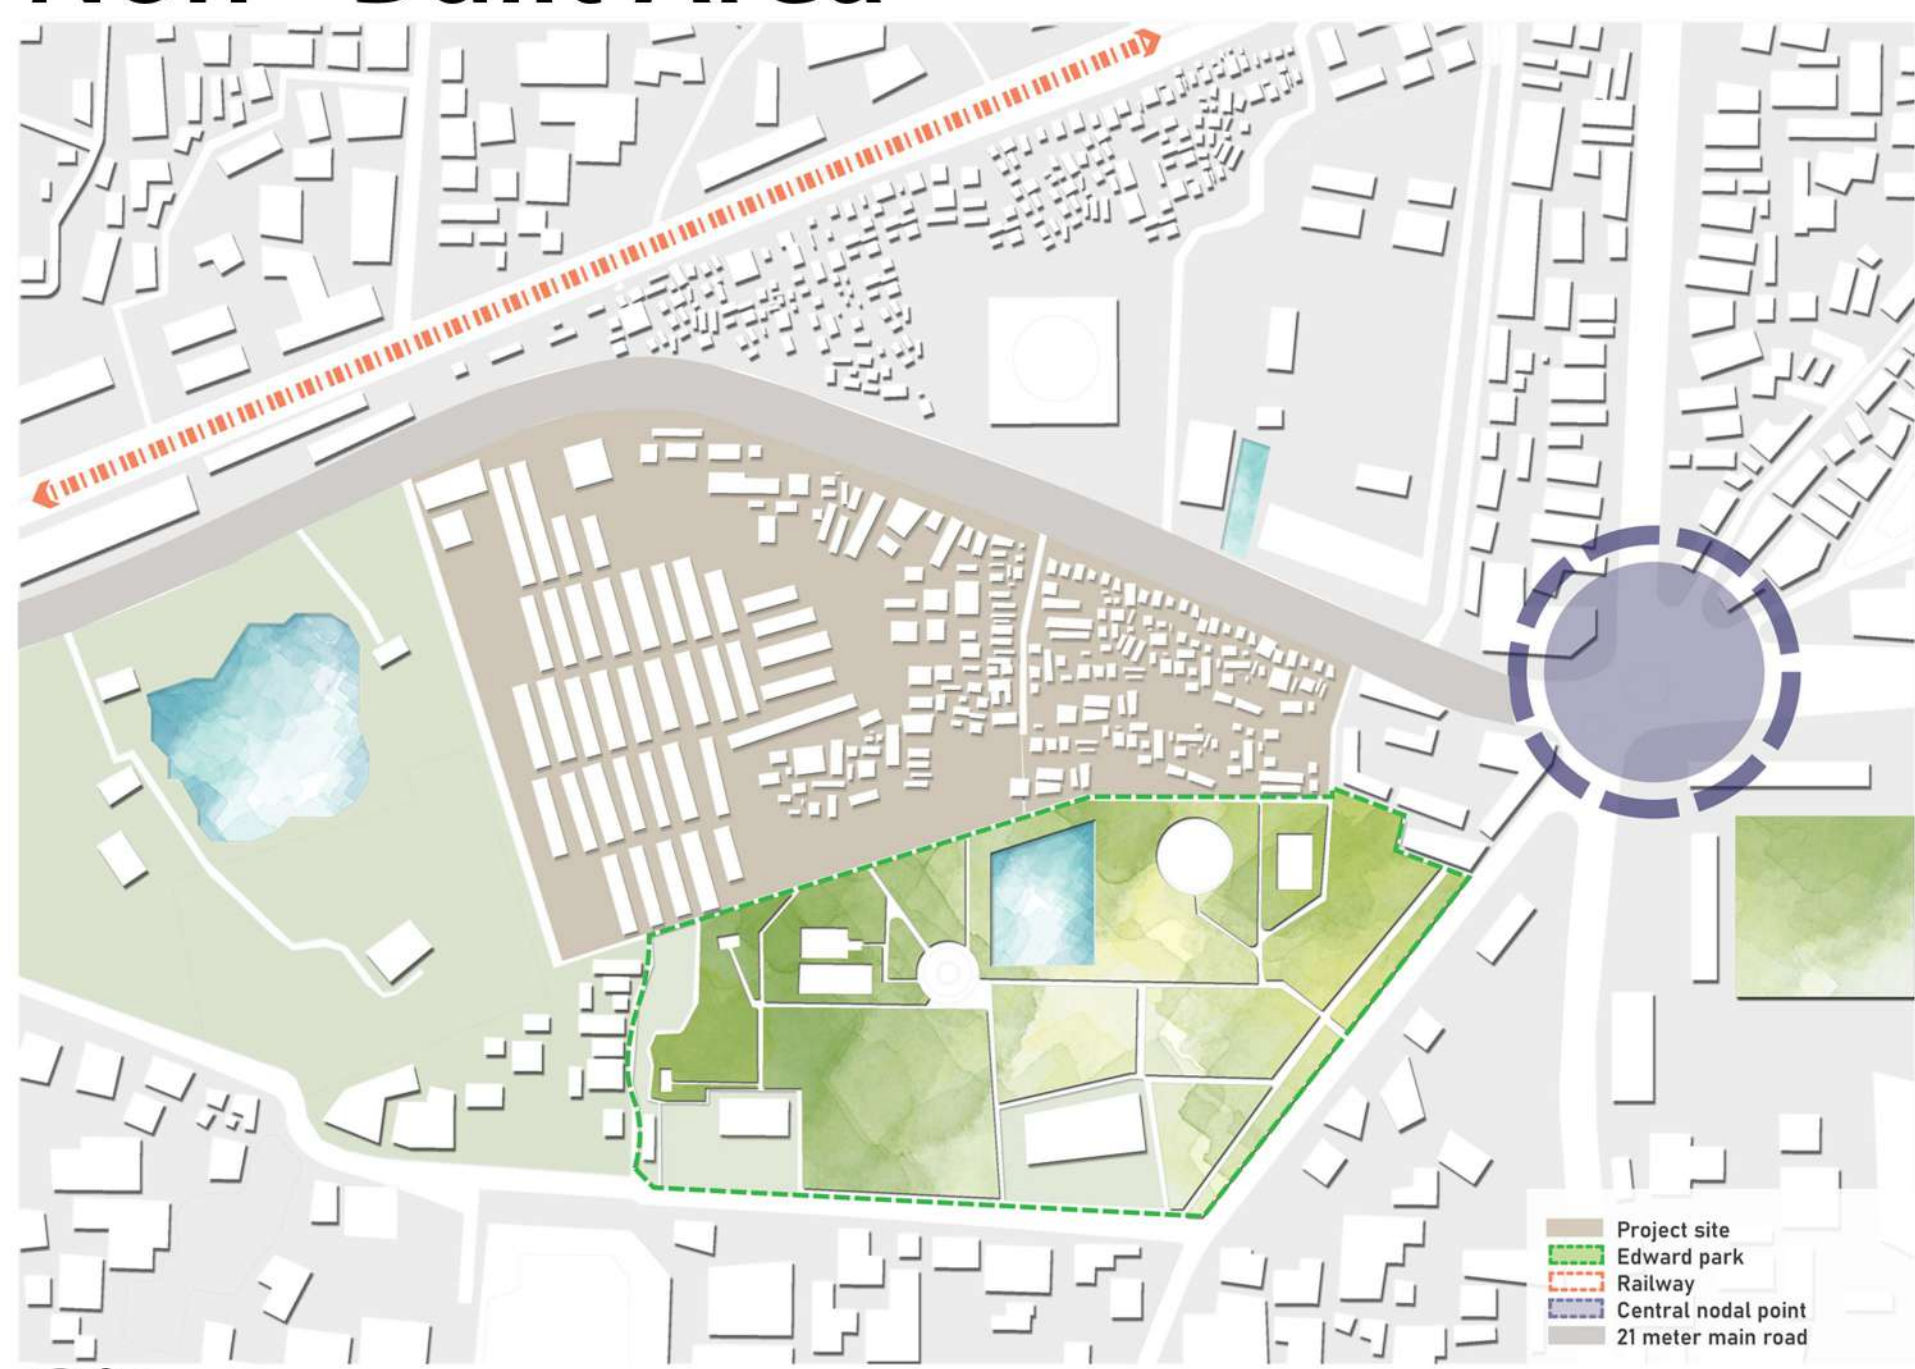 Project site
Edward park
Railway
Central nodal point
21 meter main road